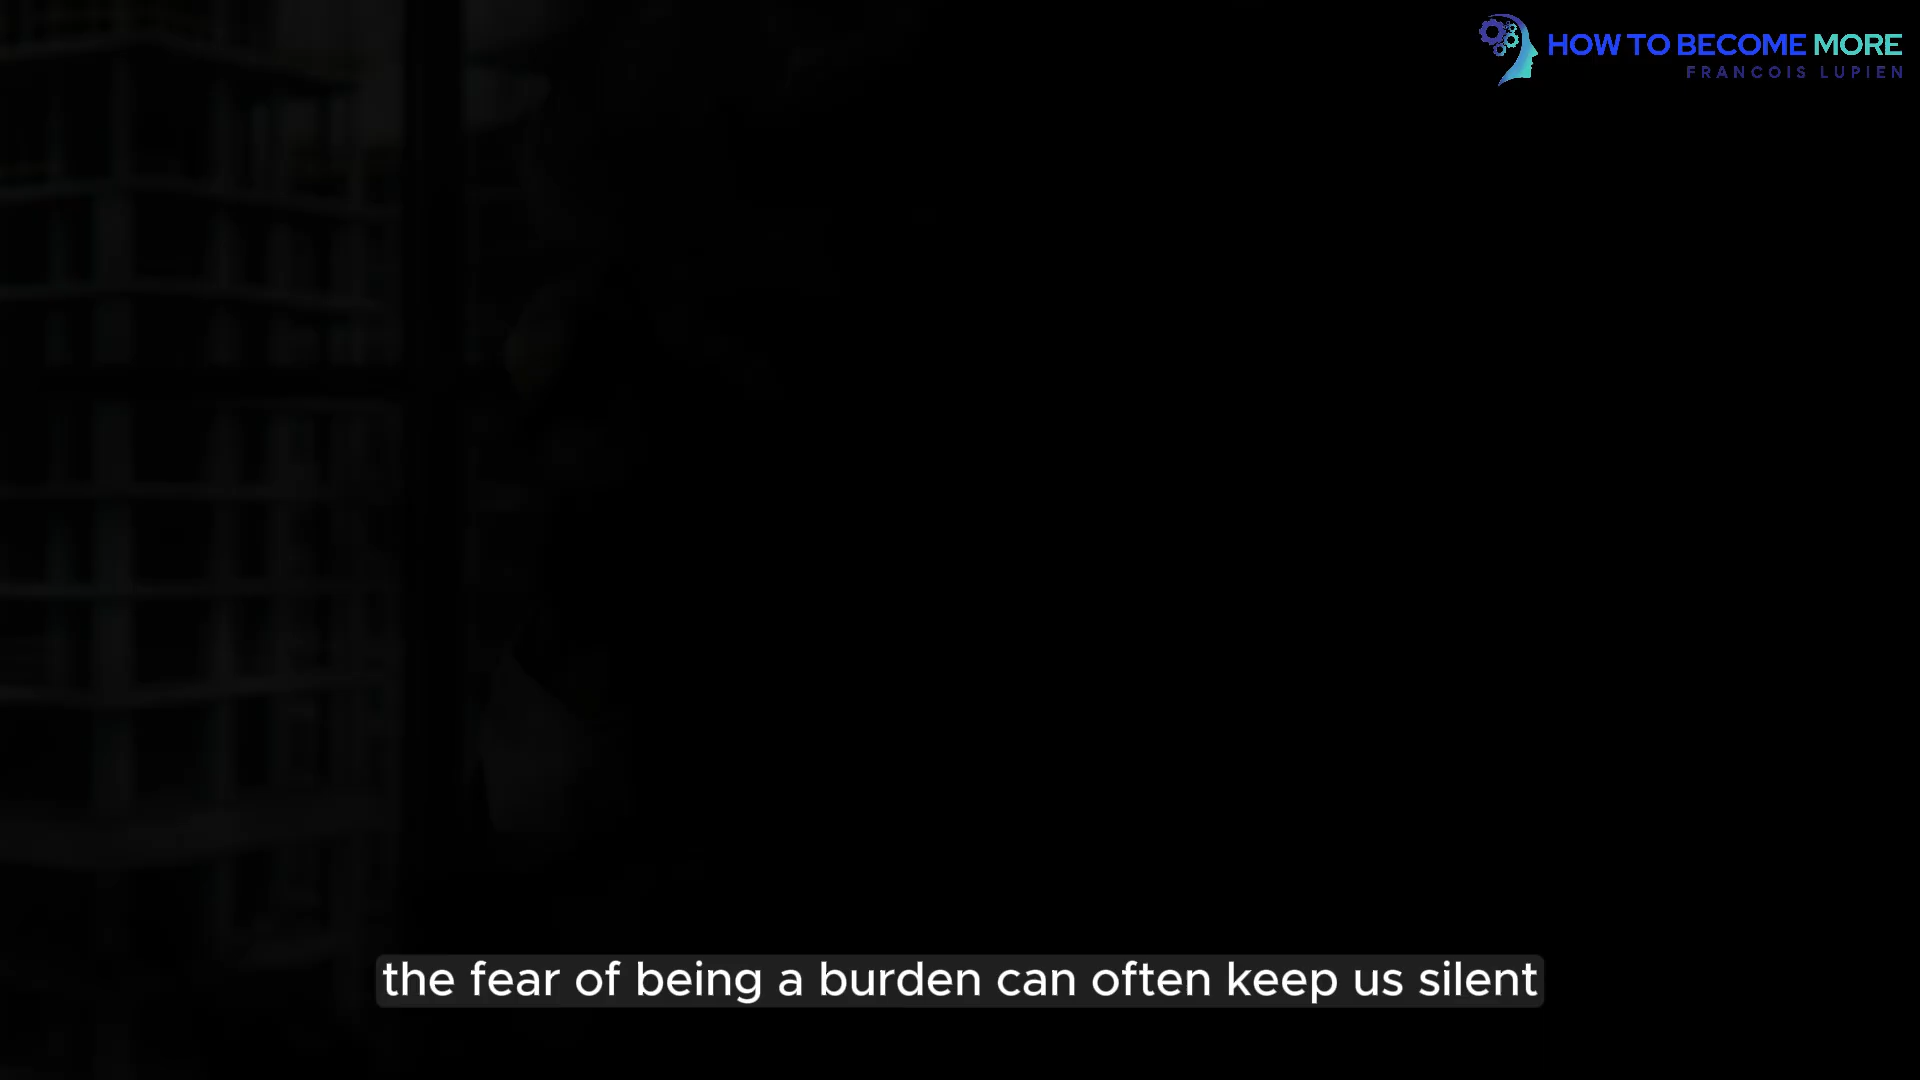 HOW TO BECOME MORE
FRANCOIS LUPIEN
the fear of being a burden can often keep us silent